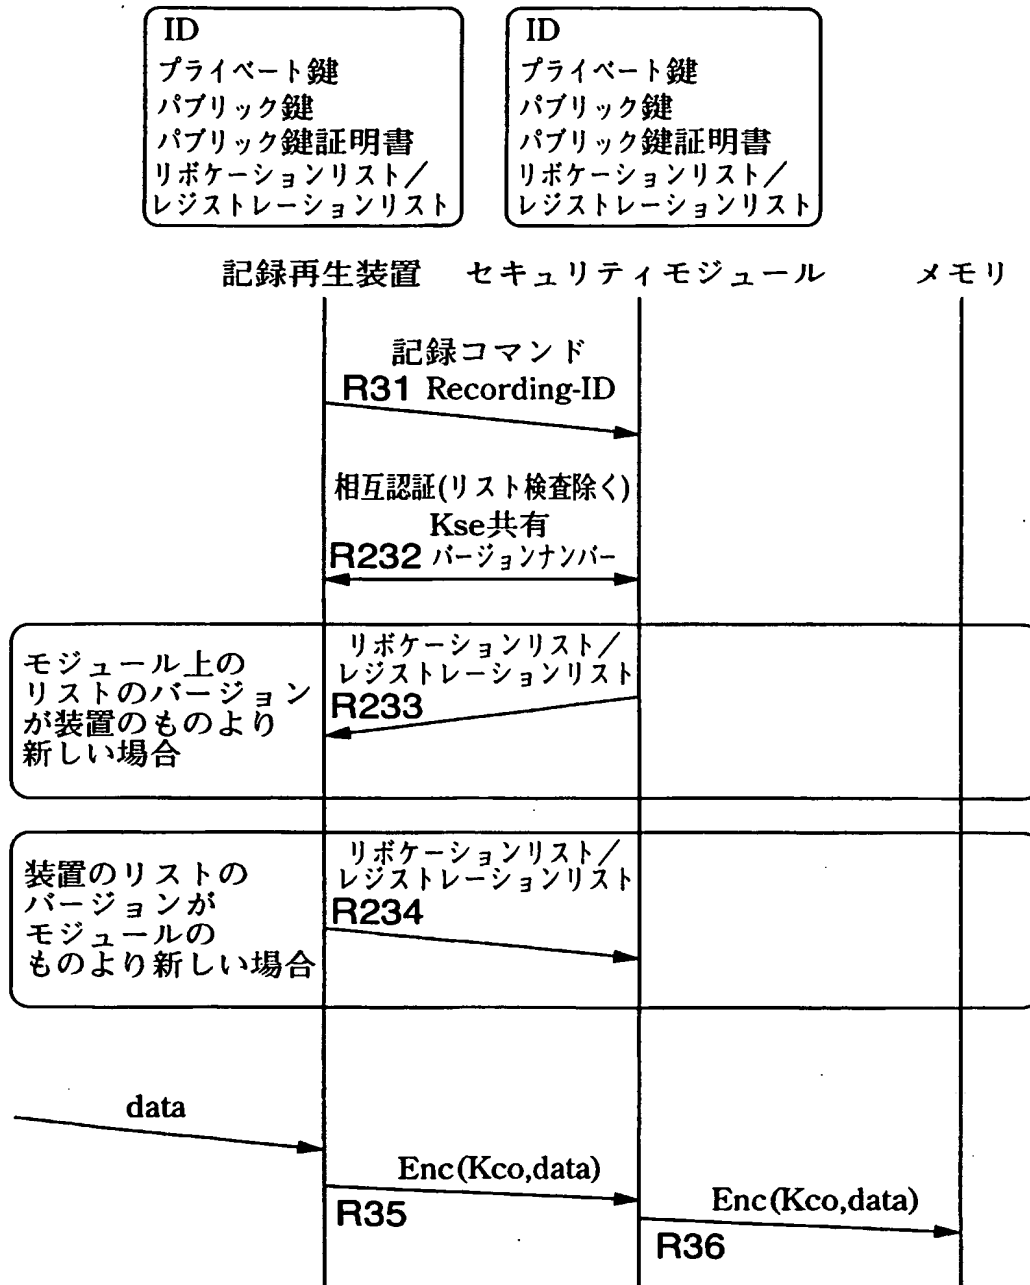 ID
プライベート鍵
パブリック鍵
パブリック鍵証明書
リボケーションリスト／
レジストレーションリスト
ID
プライベート鍵
パブリック鍵
パブリック鍵証明書
リボケーションリスト／
レジストレーションリスト
記録再生装置 セキュリティモジュール メモリ
記録コマンド
R31 Recording-ID
相互認証(リスト検査除く)
Kse共有
R232 バージョンナンバー
モジュール上の
リストのバージョン
が装置のものより
新しい場合
リボケーションリスト／
レジストレーションリスト
R233
装置のリストの
バージョンが
モジュールの
ものより新しい場合
リボケーションリスト／
レジストレーションリスト
R234
data
Enc(Kco,data)
R35
Enc(Kco,data)
R36